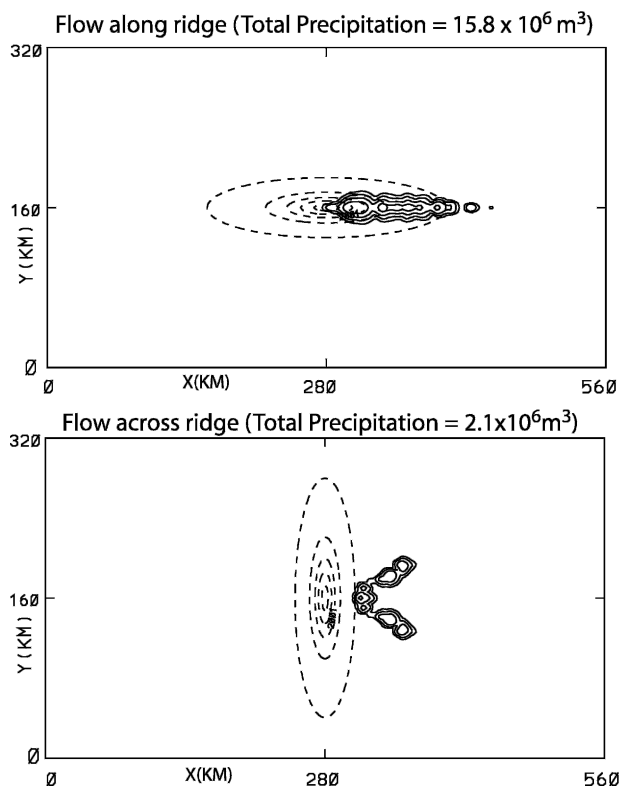 Flow along ridge (Total Precipitation = 15.8 x 10⁶ m³)
320
160
Y(KM)
0
0
X(KM)
280
560
Flow across ridge (Total Precipitation = 2.1x10⁶m³)
320
160
Y(KM)
0
0
X(KM)
280
560